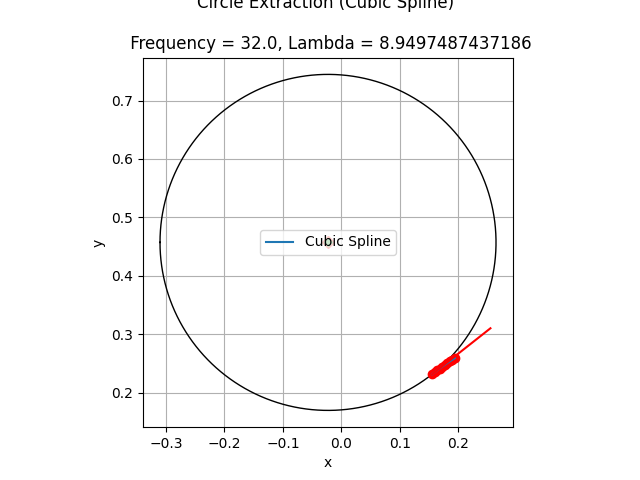 Circle Extraction (Cubic Spline)
Frequency = 32.0, Lambda = 8.9497487437186
0.7
0.6
0.5
0.4
0.3
0.2
y
Cubic Spline
−0.3 −0.2 −0.1 0.0 0.1 0.2
x